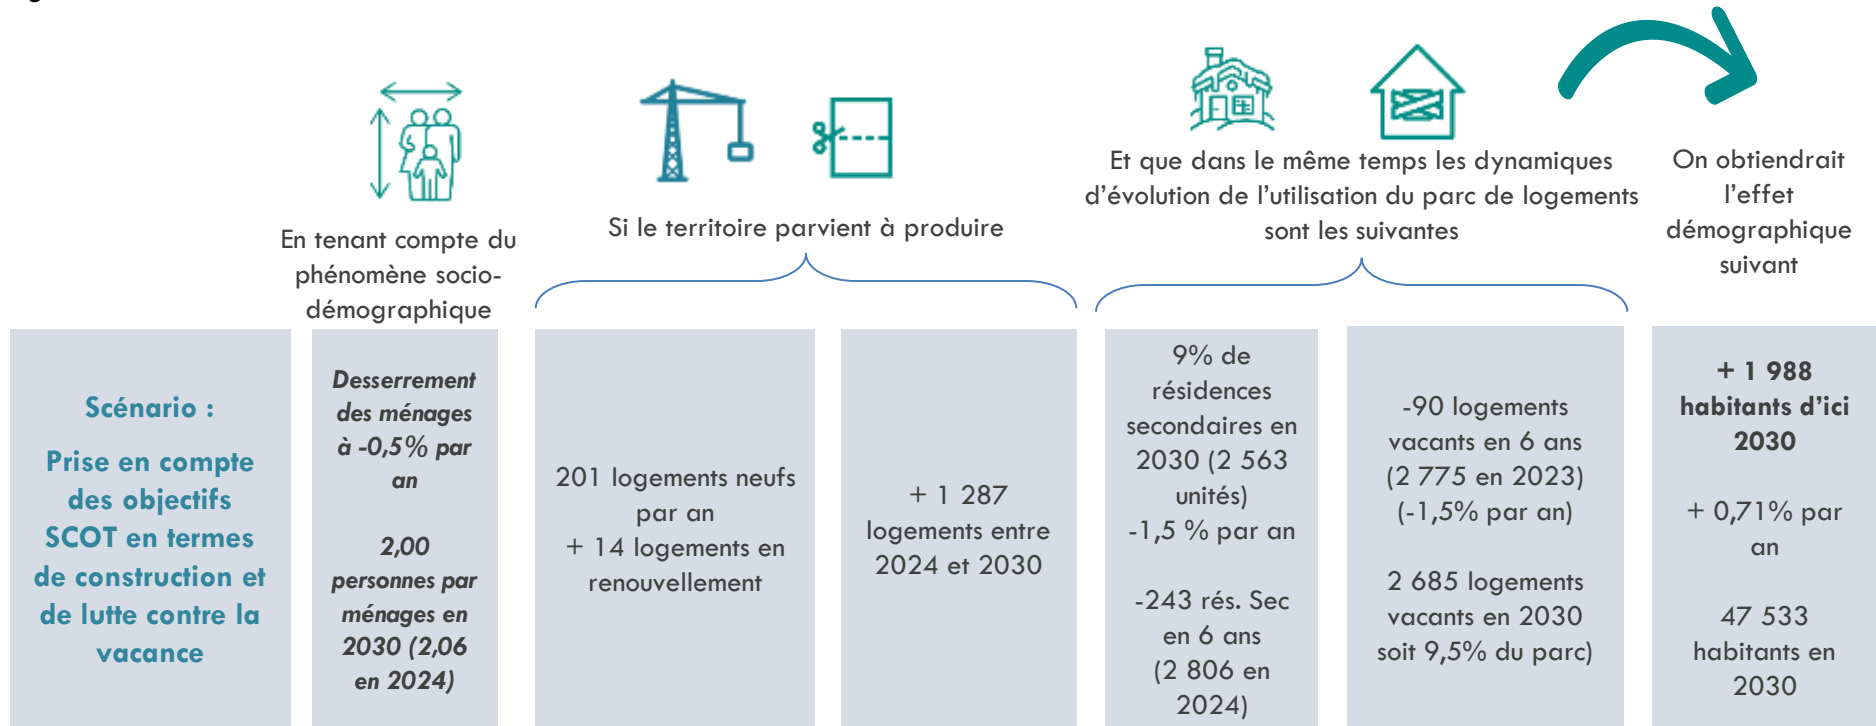 En tenant compte du
phénomène socio-
démographique
Si le territoire parvient à produire
Et que dans le même temps les dynamiques
d'évolution de l'utilisation du parc de logements
sont les suivantes
On obtiendrait
l'effet
démographique
suivant
Scénario :
Prise en compte
des objectifs
SCOT en termes
de construction et
de lutte contre la
vacance
Desserrement
des ménages
à -0,5% par
an
2,00
personnes par
ménages en
2030 (2,06
en 2024)
201 logements neufs
par an
+ 14 logements en
renouvellement
+ 1 287
logements entre
2024 et 2030
9% de
résidences
secondaires en
2030 (2 563
unités)
-1,5 % par an
-243 rés. Sec
en 6 ans
(2 806 en
2024)
-90 logements
vacants en 6 ans
(2 775 en 2023)
(-1,5% par an)
2 685 logements
vacants en 2030
soit 9,5% du parc)
+ 1 988
habitants d'ici
2030
+ 0,71% par
an
47 533
habitants en
2030